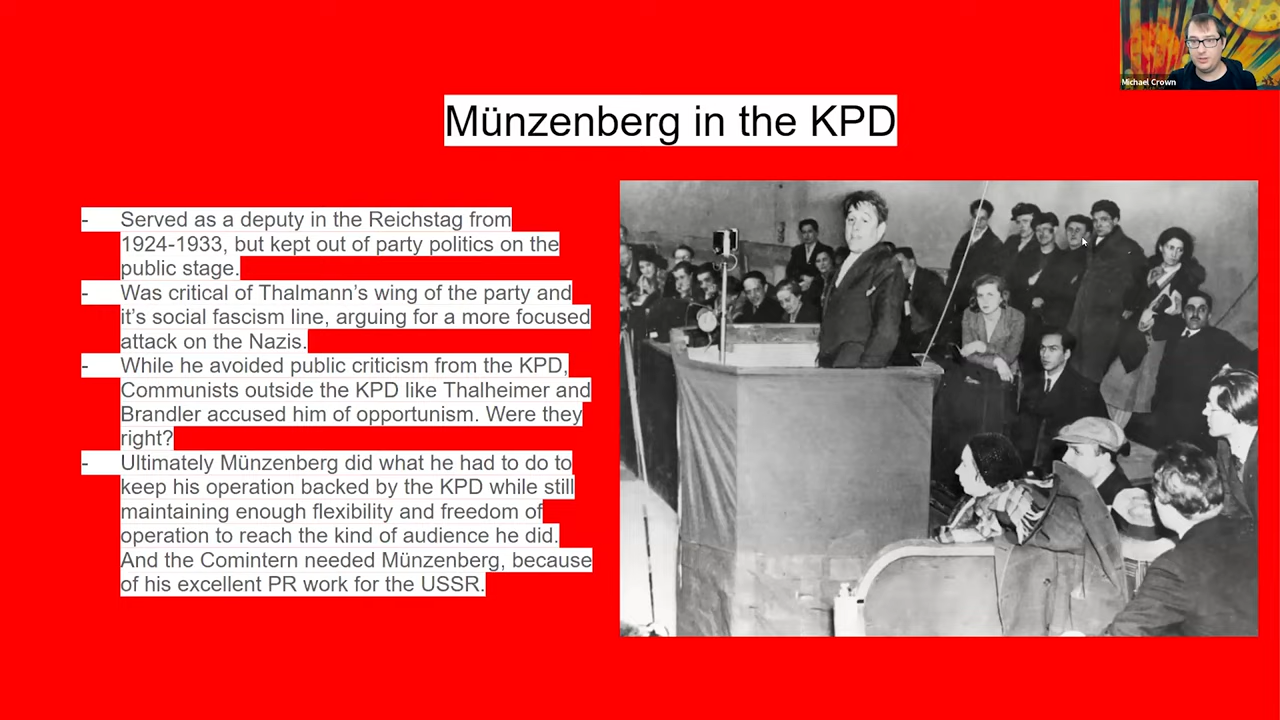 Michael Crown
Münzenberg in the KPD
- Served as a deputy in the Reichstag from
1924-1933, but kept out of party politics on the
public stage.
- Was critical of Thalmann's wing of the party and
it's social fascism line, arguing for a more focused
attack on the Nazis.
- While he avoided public criticism from the KPD,
Communists outside the KPD like Thalheimer and
Brandler accused him of opportunism. Were they
right?
- Ultimately Münzenberg did what he had to do to
keep his operation backed by the KPD while still
maintaining enough flexibility and freedom of
operation to reach the kind of audience he did.
And the Comintern needed Münzenberg, because
of his excellent PR work for the USSR.